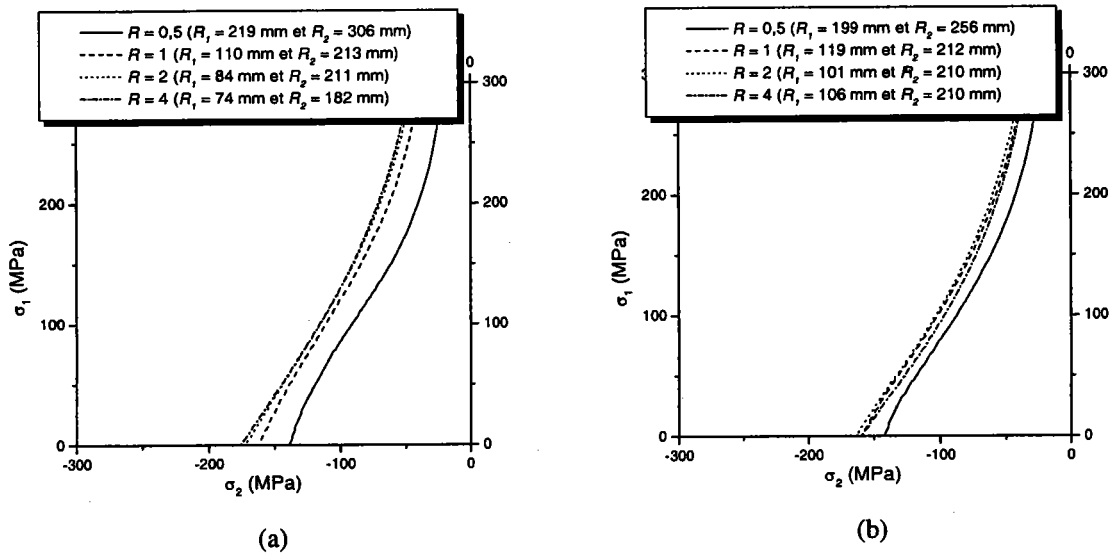 R = 0,5 (R₁ = 219 mm et R₂ = 306 mm)
R = 1 (R₁ = 110 mm et R₂ = 213 mm)
R = 2 (R₁ = 84 mm et R₂ = 211 mm)
R = 4 (R₁ = 74 mm et R₂ = 182 mm)
0
300
200
200
100
100
0
0
σ₁ (MPa)
-300
-200
-100
0
σ₂ (MPa)
(a)
R = 0,5 (R₁ = 199 mm et R₂ = 256 mm)
R = 1 (R₁ = 119 mm et R₂ = 212 mm)
R = 2 (R₁ = 101 mm et R₂ = 210 mm)
R = 4 (R₁ = 106 mm et R₂ = 210 mm)
0
300
200
200
100
100
0
0
σ₁ (MPa)
-300
-200
-100
0
σ₂ (MPa)
(b)